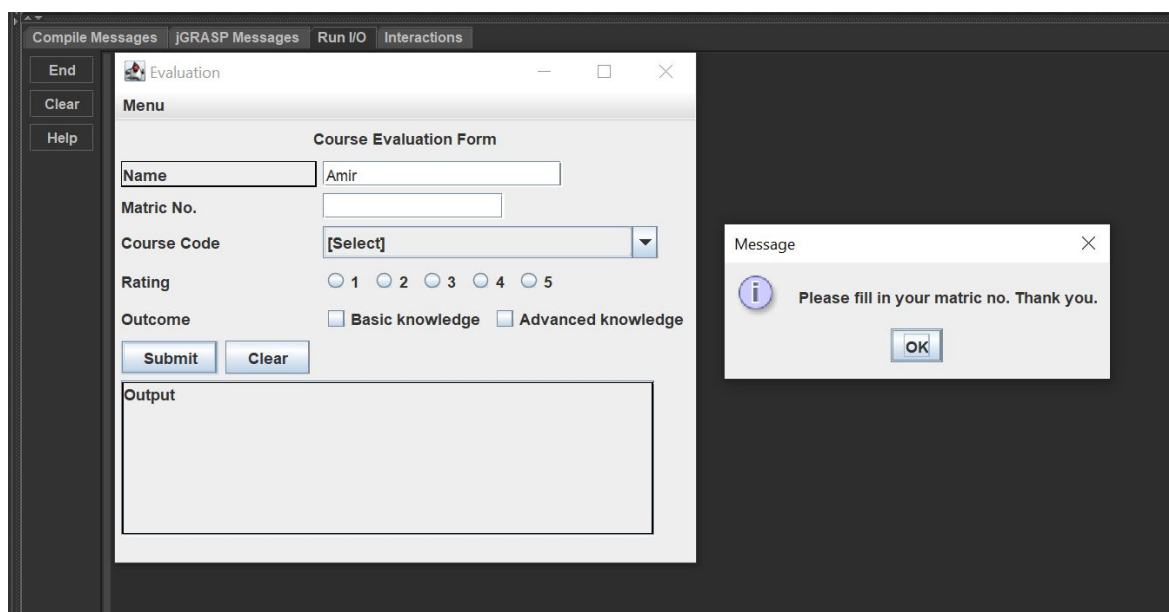 Compile Messages jGRASP Messages Run I/O Interactions
End
Clear
Help
Evaluation
Menu
Course Evaluation Form
Name Amir
Matric No.
Course Code [Select]
Rating 1 2 3 4 5
Outcome Basic knowledge Advanced knowledge
Submit Clear
Output
Message
Please fill in your matric no. Thank you.
OK